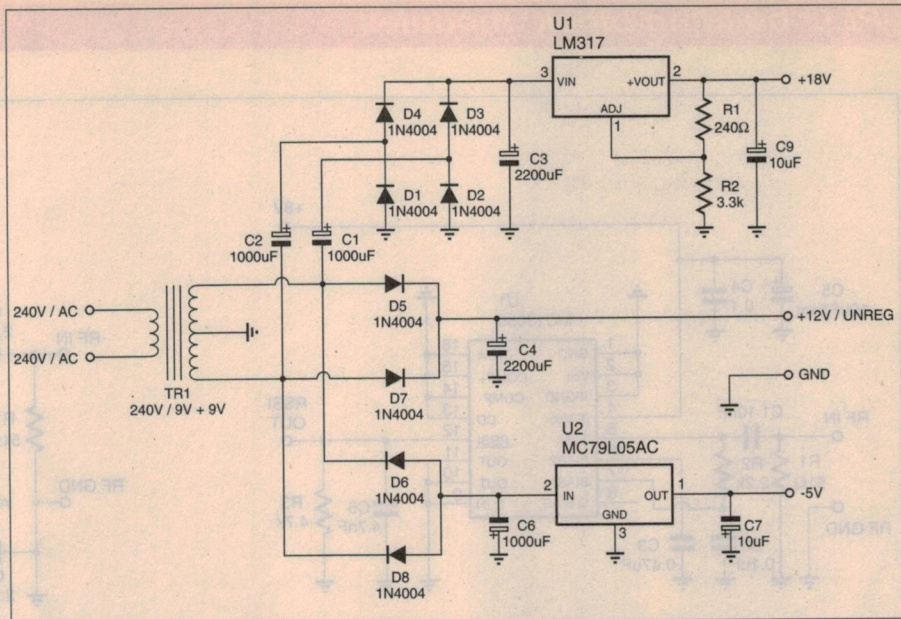 U1
LM317
3
VIN
+VOUT
2
ADJ
1
+18V
D4
1N4004
D3
1N4004
C3
2200uF
R1
240Ω
C9
10uF
D1
1N4004
D2
1N4004
R2
3.3k
C2
1000uF
C1
1000uF
240V / AC
240V / AC
TR1
240V / 9V + 9V
D5
1N4004
+12V / UNREG
C4
2200uF
D7
1N4004
GND
U2
MC79L05AC
D6
1N4004
2
IN
OUT
1
GND
3
-5V
C6
1000uF
C7
10uF
D8
1N4004